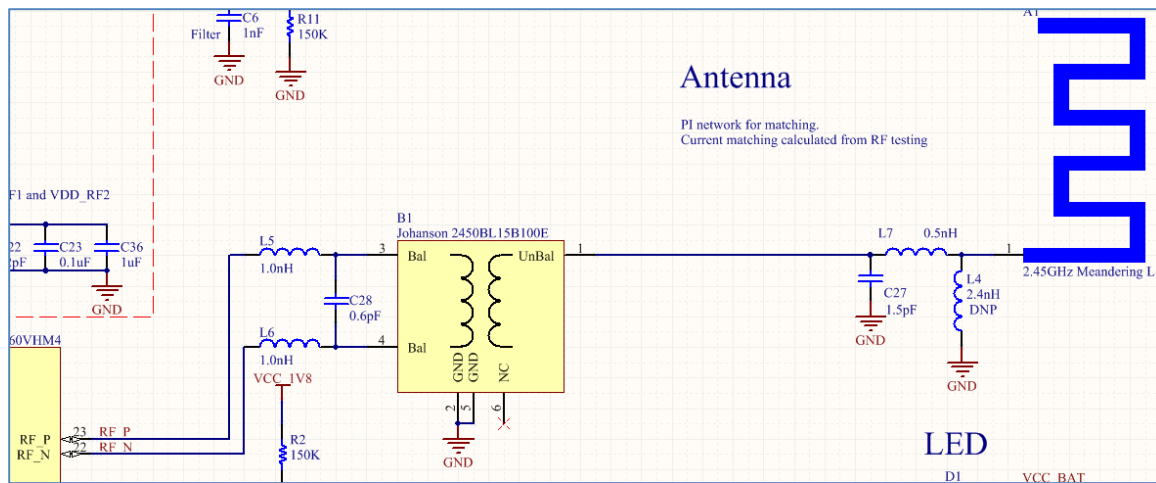 C6
1nF
Filter
GND
R11
150K
GND
Antenna
PI network for matching.
Current matching calculated from RF testing
A1
2.45GHz Meandering L
F1 and VDD_RF2
22
2pF
C23
0.1uF
C36
1uF
GND
60VHM4
RF_P
RF_N
23
22
RF_P
RF_N
L5
1.0nH
L6
1.0nH
C28
0.6pF
VCC_1V8
R2
150K
B1
Johanson 2450BL15B100E
3
Bal
4
Bal
UnBal
1
GND
GND
NC
2
5
6
GND
L7
0.5nH
C27
1.5pF
GND
L4
2.4nH
DNP
GND
1
LED
D1
VCC_BAT